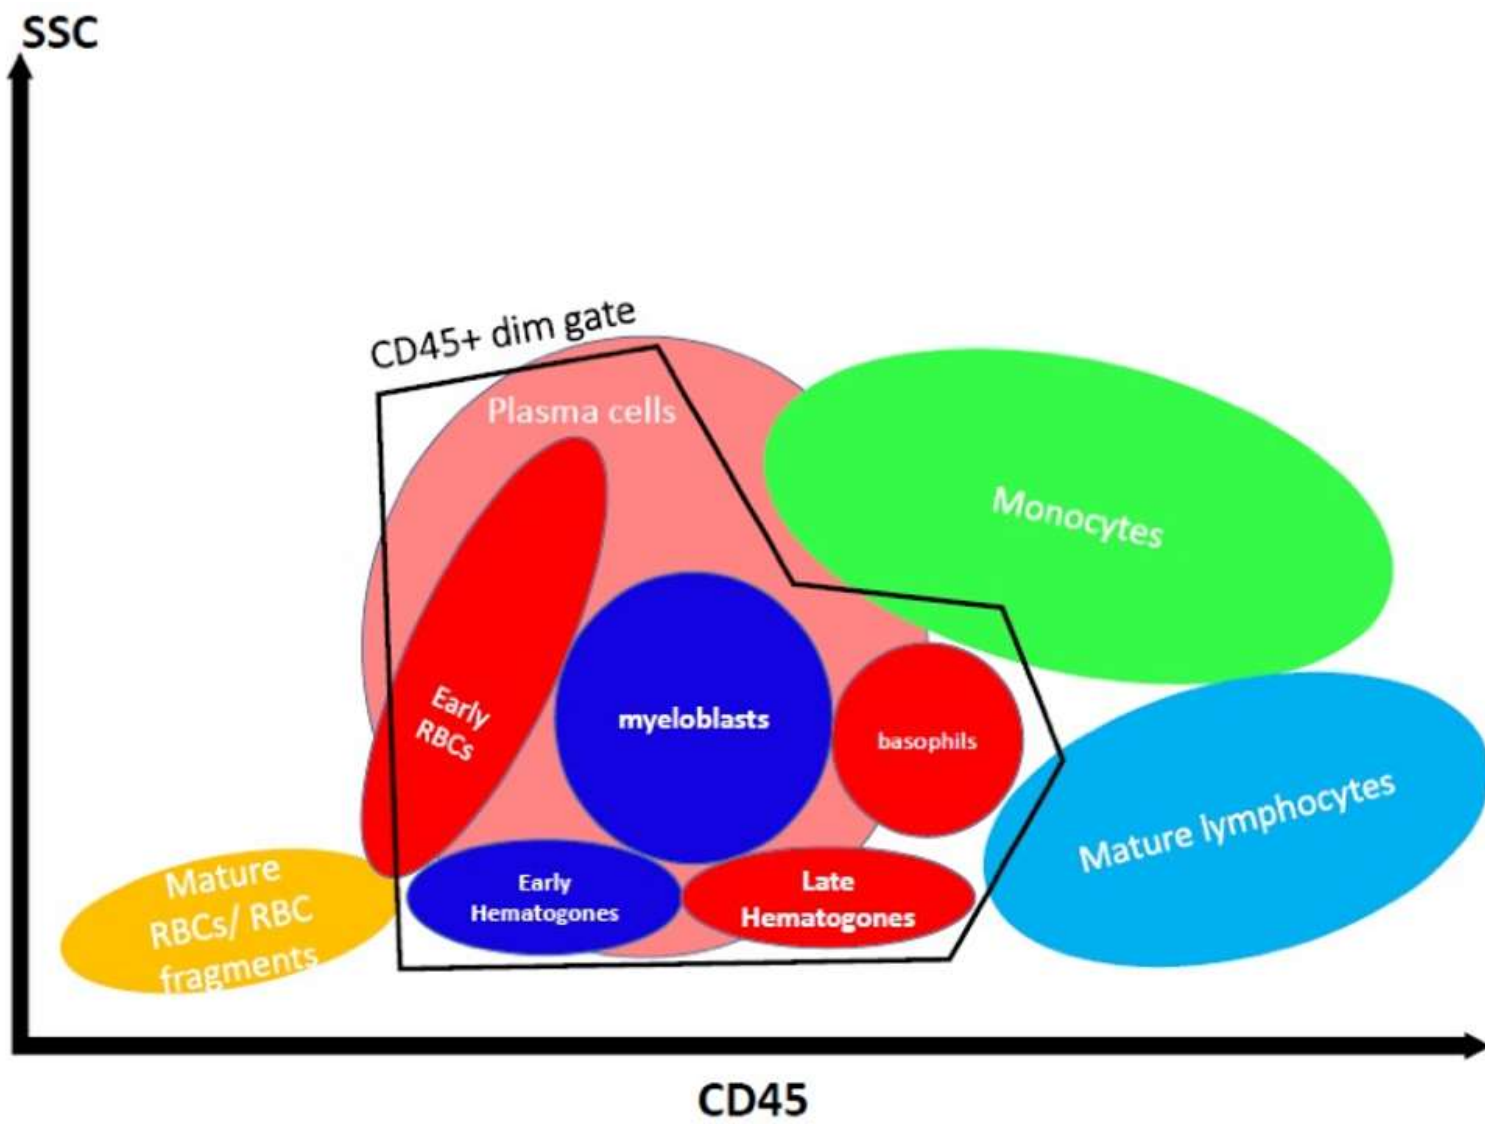 SSC
CD45+ dim gate
Plasma cells
Monocytes
Early
RBCs
myeloblasts
basophils
Mature lymphocytes
Mature
RBCs/ RBC
fragments
Early
Hematogones
Late
Hematogones
CD45